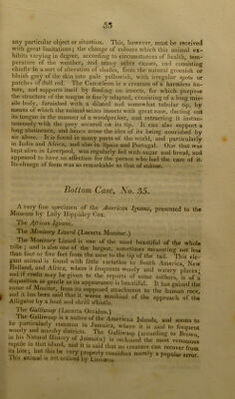 55
any particular object or situation. This, however, must be received
with great limitations; the change of colours which this animal ex-
hibits varying in degree, according to circumstances of health, tem-
perature of the weather, and many other causes, and consisting
chiefly in a sort of alteration of shades, from the natural greenish or
bluish grey of the skin into pale yellowish, with irregular spots or
patches of dull red. The Cameleon is a creature of a harmless na-
ture, and supports itself by feeding on insects, for which purpose
the structure of the tongue is finely adapted, consisting of a long mis-
sile body, furnished with a dilated and somewhat tubular tip, by
means of which the animal seizes insects with great ease, darting out
its tongue in the manner of a woodpecker, and retracting it instan-
taneously with the prey secured on its tip. It can also support a
long abstinence, and hence arose the idea of its being nourished by
air alone. It is found in many parts of the world, and particularly
in India and Africa, and also in Spain and Portugal. One that was
kept alive in Liverpool, was regularly fed with sugar and bread, and
appeared to have an affection for the person who had the care of it.
Its change of form was as remarkable as that of colour.
Bottom Case, No. 35.
A very fine specimen of the American Iguana, presented to the
Museum by Lady Hippisley Cox.
The African Iguana.
The Monitory Lizard (Lacerta Monitor.)
The Monitory Lizard is one of the most beautiful of the whole
tribe; and is also one of the largest, sometimes measuring not less
than four or five feet from the nose to the tip of the tail. This ele-
gant animal is found with little variation in South America, New
Holland, and Africa, where it frequents woody and watery places;
and if credit may be given to the reports of some authors, is of a
disposition as gentle as its appearance is beautiful. It has gained the
name of Monitor, from its supposed attachment to the human race,
and it has been said that it warns mankind of the approach of the
alligator by a loud and shrill whistle.
The Galliwasp (Lacerta Occidua.)
The Galliwasp is a native of the American Islands, and seems to
be particularly common in Jamaica, where it is said to frequent
woody and marshy districts. The Galliwasp (according to Brown,
in his Natural History of Jamaica) is reckoned the most venomous
reptile in that island, and it is said that no creature can recover from
its bite; but this he very properly considers merely a popular error.
This animal is not noticed by Linnæus.